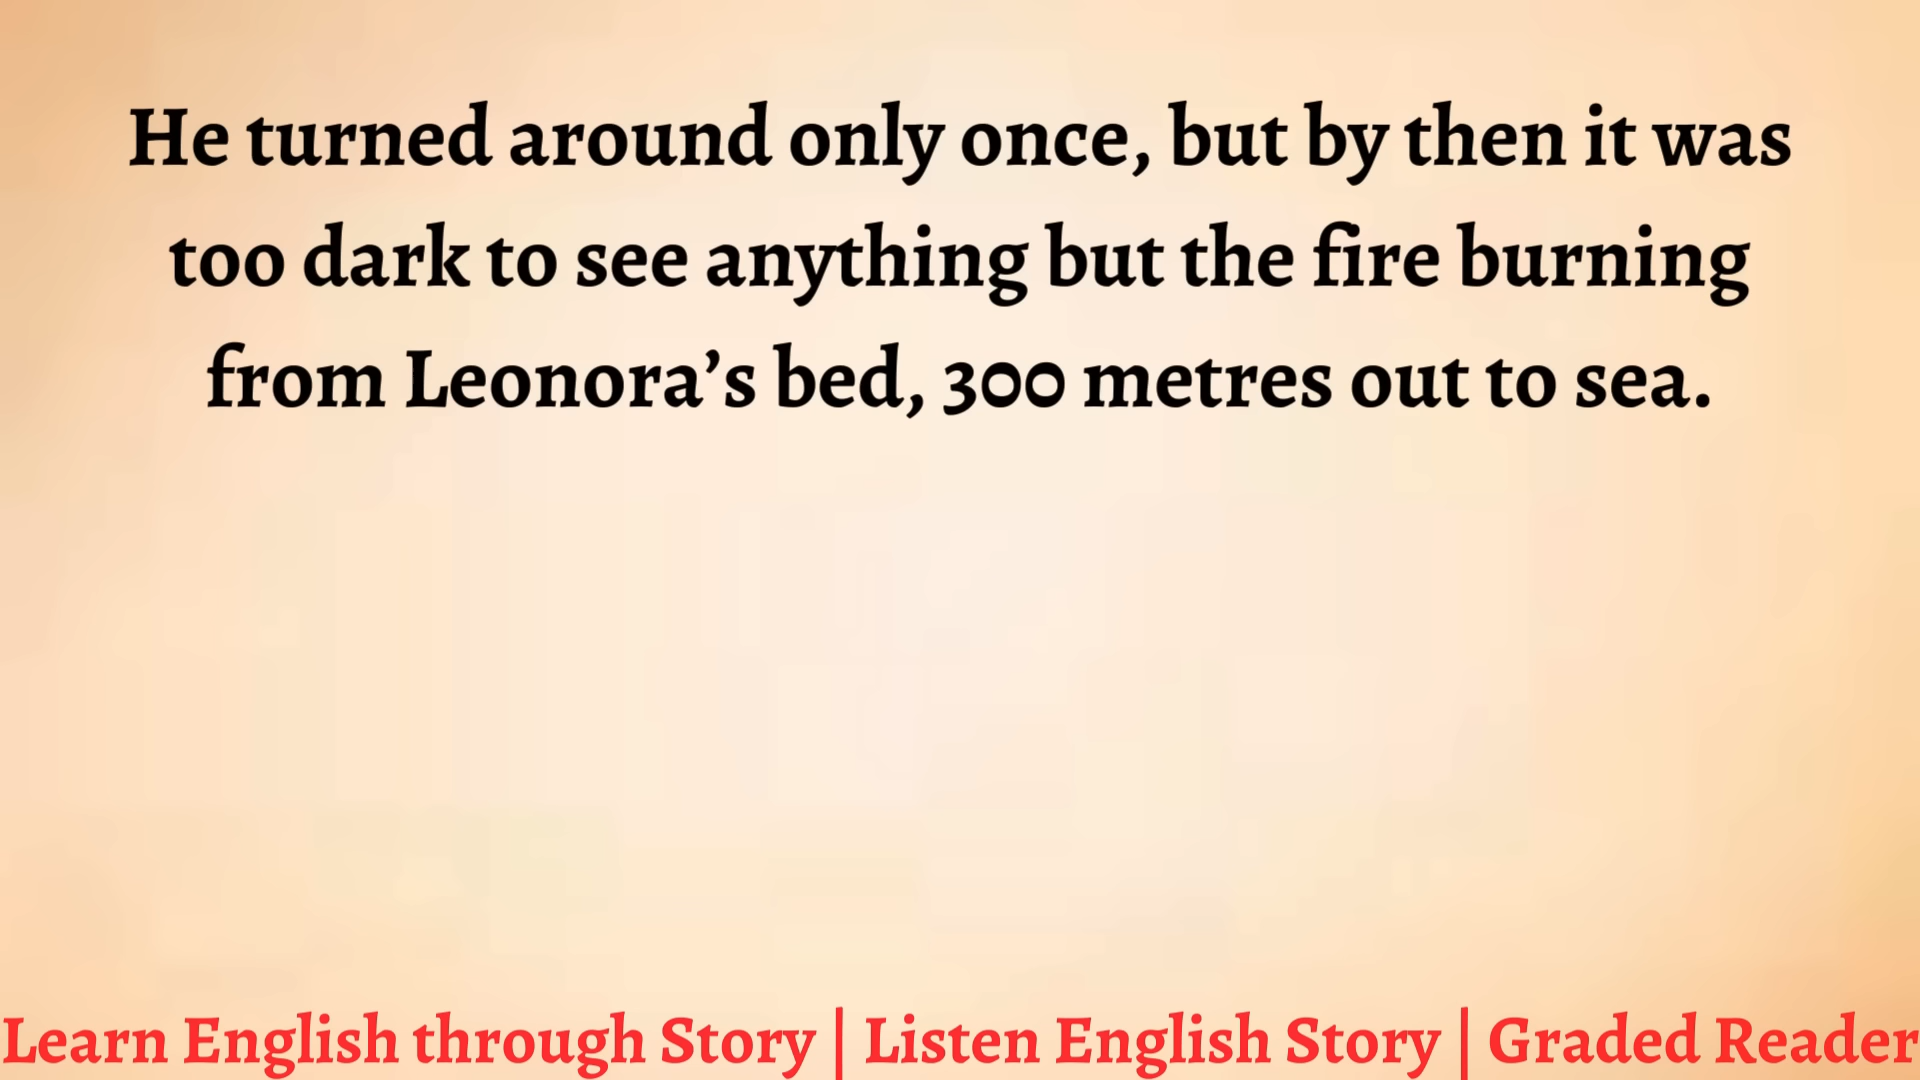 He turned around only once, but by then it was
too dark to see anything but the fire burning
from Leonora’s bed, 300 metres out to sea.
Learn English through Story | Listen English Story | Graded Reader